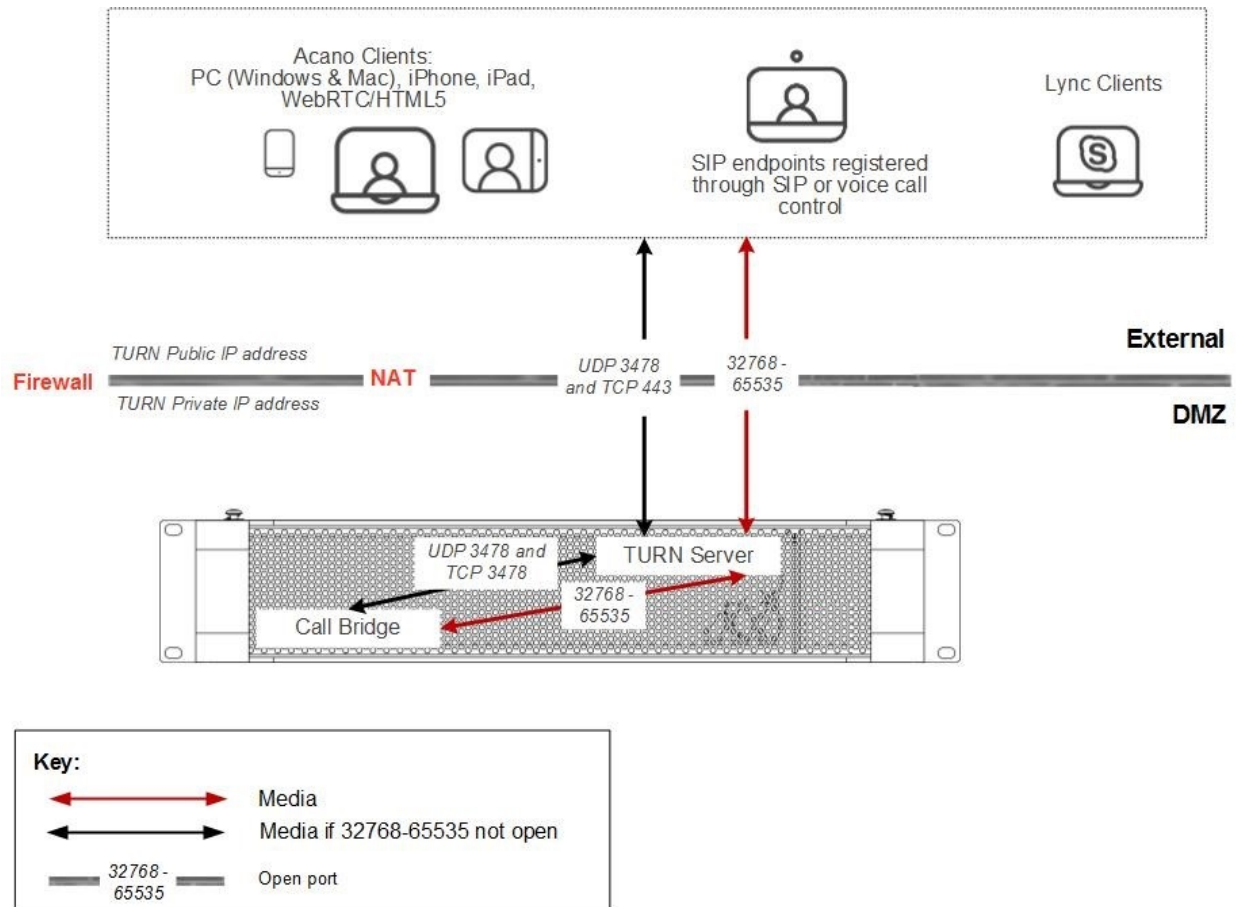 Acano Clients:
PC (Windows & Mac), iPhone, iPad,
WebRTC/HTML5
SIP endpoints registered
through SIP or voice call
control
Lync Clients
S
External
TURN Public IP address
Firewall
NAT
UDP 3478
and TCP 443
32768 -
65535
TURN Private IP address
DMZ
UDP 3478 and
TCP 3478
TURN Server
32768 -
65535
Call Bridge
Key:
Media
Media if 32768-65535 not open
32768 -
65535
Open port